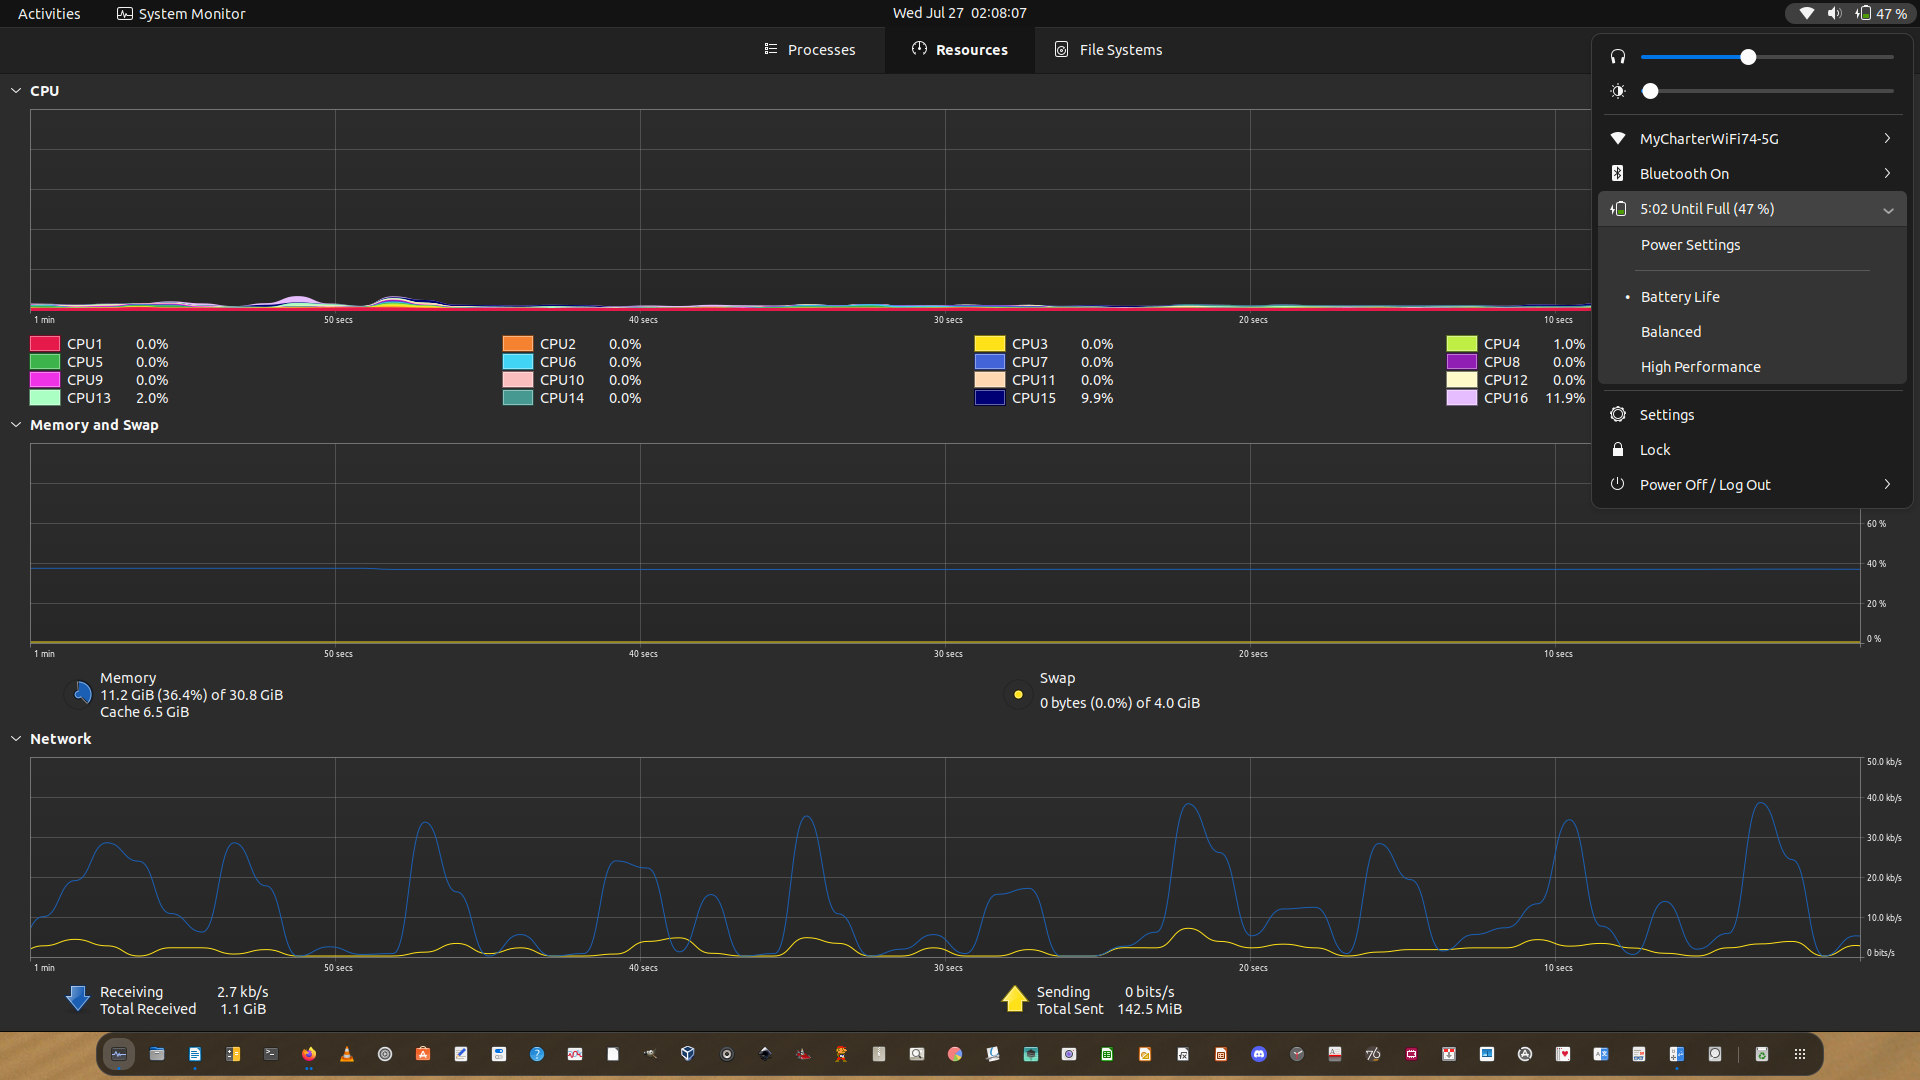 Activities
System Monitor
Wed Jul 27 02:08:07
47 %
Processes
Resources
File Systems
CPU
1 min
50 secs
40 secs
30 secs
20 secs
10 secs
CPU1 0.0%
CPU2 0.0%
CPU3 0.0%
CPU4 1.0%
CPU5 0.0%
CPU6 0.0%
CPU7 0.0%
CPU8 0.0%
CPU9 0.0%
CPU10 0.0%
CPU11 0.0%
CPU12 0.0%
CPU13 2.0%
CPU14 0.0%
CPU15 9.9%
CPU16 11.9%
MyCharterWiFi74-5G
Bluetooth On
5:02 Until Full (47 %)
Power Settings
• Battery Life
Balanced
High Performance
Settings
Lock
Power Off / Log Out
Memory and Swap
60 %
40 %
20 %
0 %
1 min
50 secs
40 secs
30 secs
20 secs
10 secs
Memory
11.2 GiB (36.4%) of 30.8 GiB
Cache 6.5 GiB
Swap
0 bytes (0.0%) of 4.0 GiB
Network
50.0 kb/s
40.0 kb/s
30.0 kb/s
20.0 kb/s
10.0 kb/s
0 bits/s
1 min
50 secs
40 secs
30 secs
20 secs
10 secs
Receiving 2.7 kb/s
Total Received 1.1 GiB
Sending 0 bits/s
Total Sent 142.5 MiB